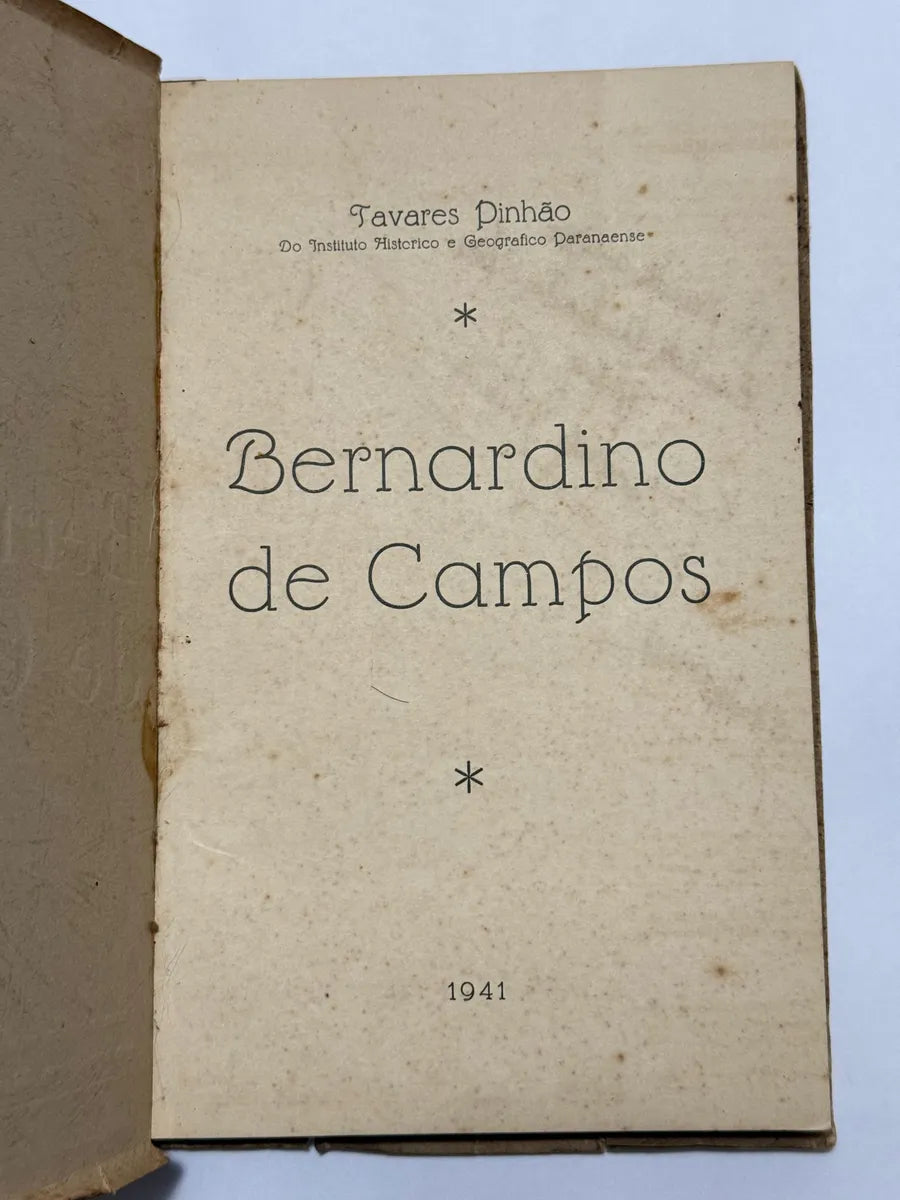 Tavares Pinhão
Do Instituto Historico e Geografico Paranaense
*
Bernardino
de Campos
*
1941